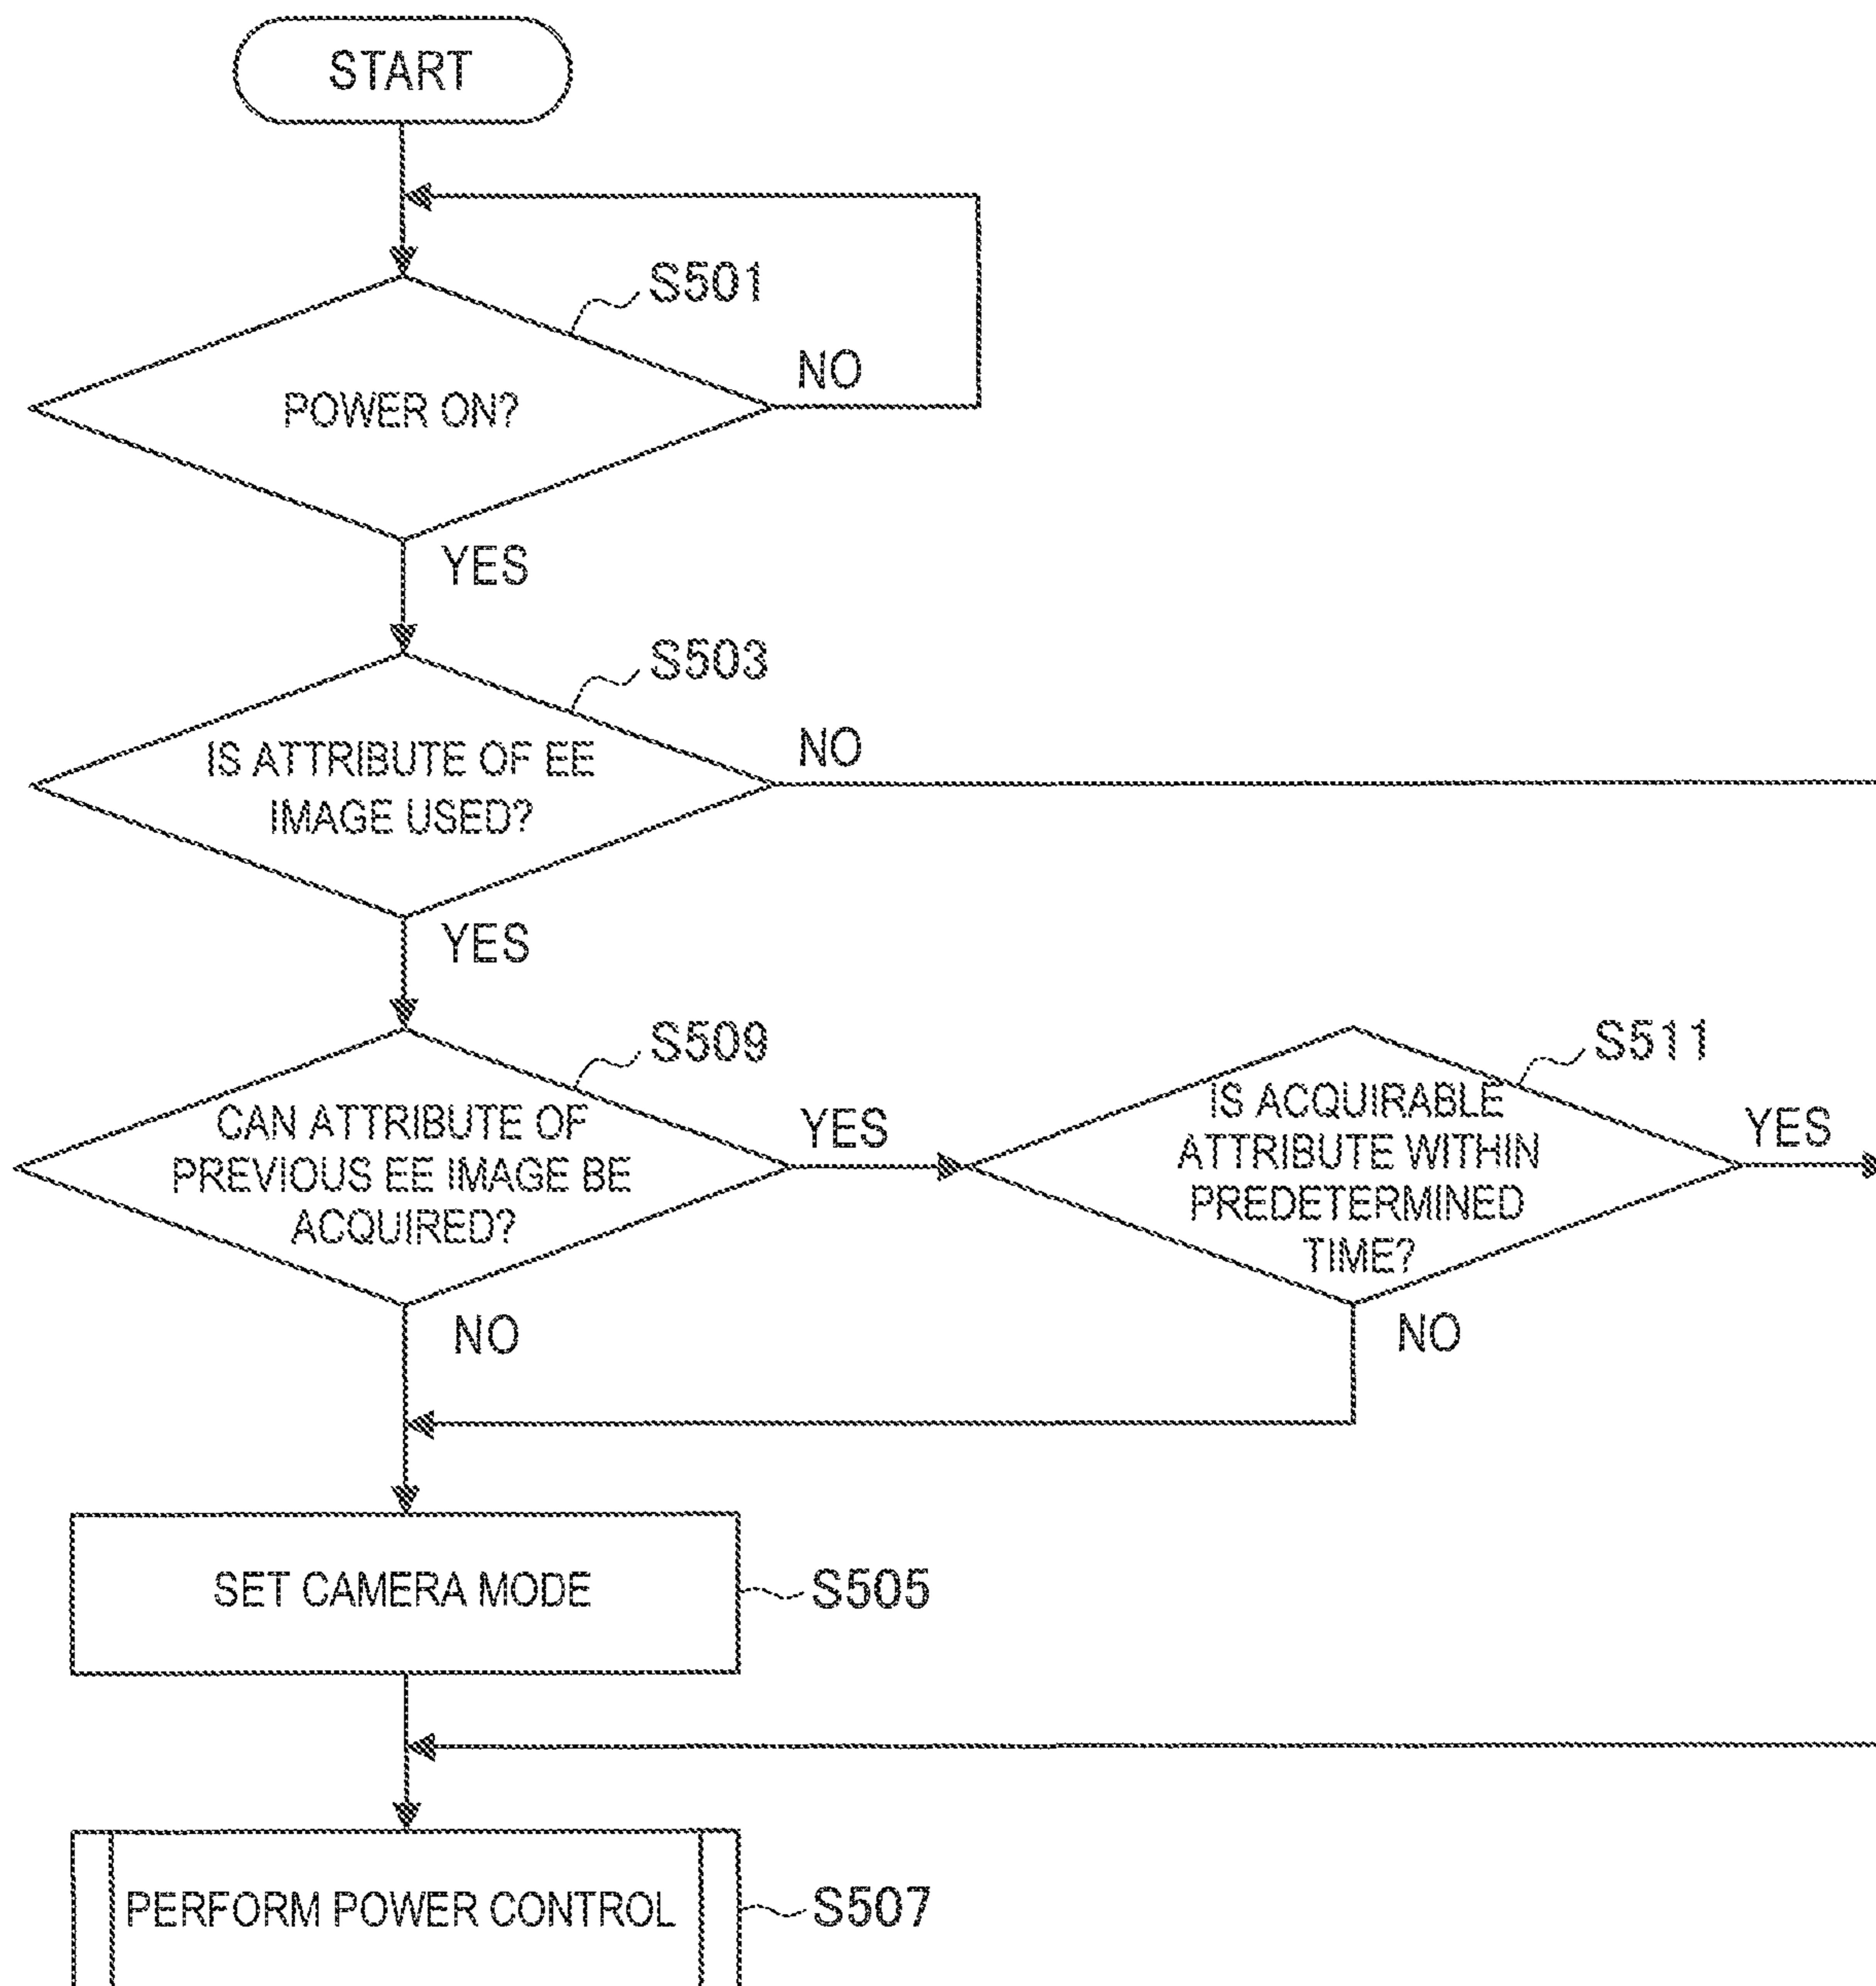 START
S501
NO
POWER ON?
YES
S503
NO
IS ATTRIBUTE OF EE
IMAGE USED?
YES
S509
CAN ATTRIBUTE OF
PREVIOUS EE IMAGE BE
ACQUIRED?
YES
NO
S511
IS ACQUIRABLE
ATTRIBUTE WITHIN
PREDETERMINED
TIME?
YES
NO
SET CAMERA MODE
S505
PERFORM POWER CONTROL
S507